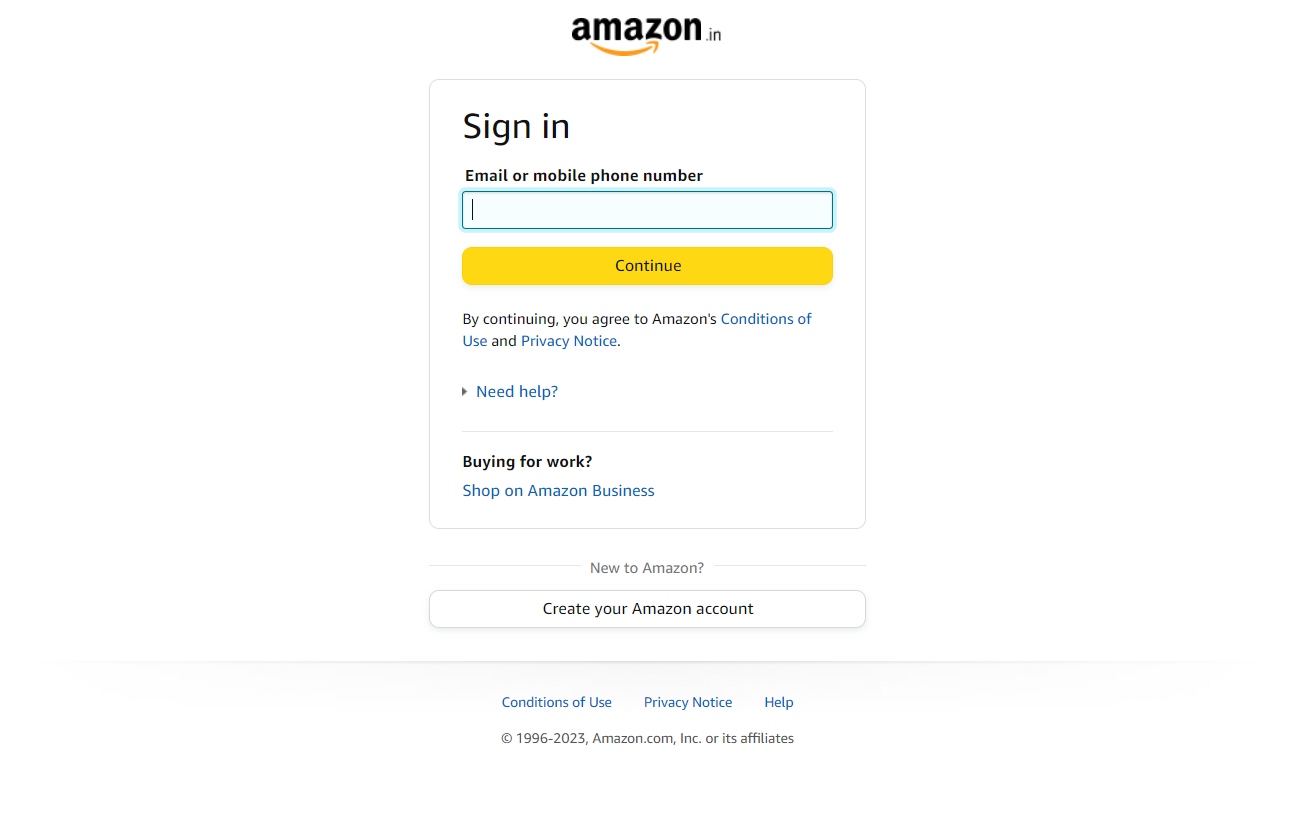 amazon.in
Sign in
Email or mobile phone number
Continue
By continuing, you agree to Amazon's Conditions of
Use and Privacy Notice.
Need help?
Buying for work?
Shop on Amazon Business
New to Amazon?
Create your Amazon account
Conditions of Use Privacy Notice Help
© 1996-2023, Amazon.com, Inc. or its affiliates